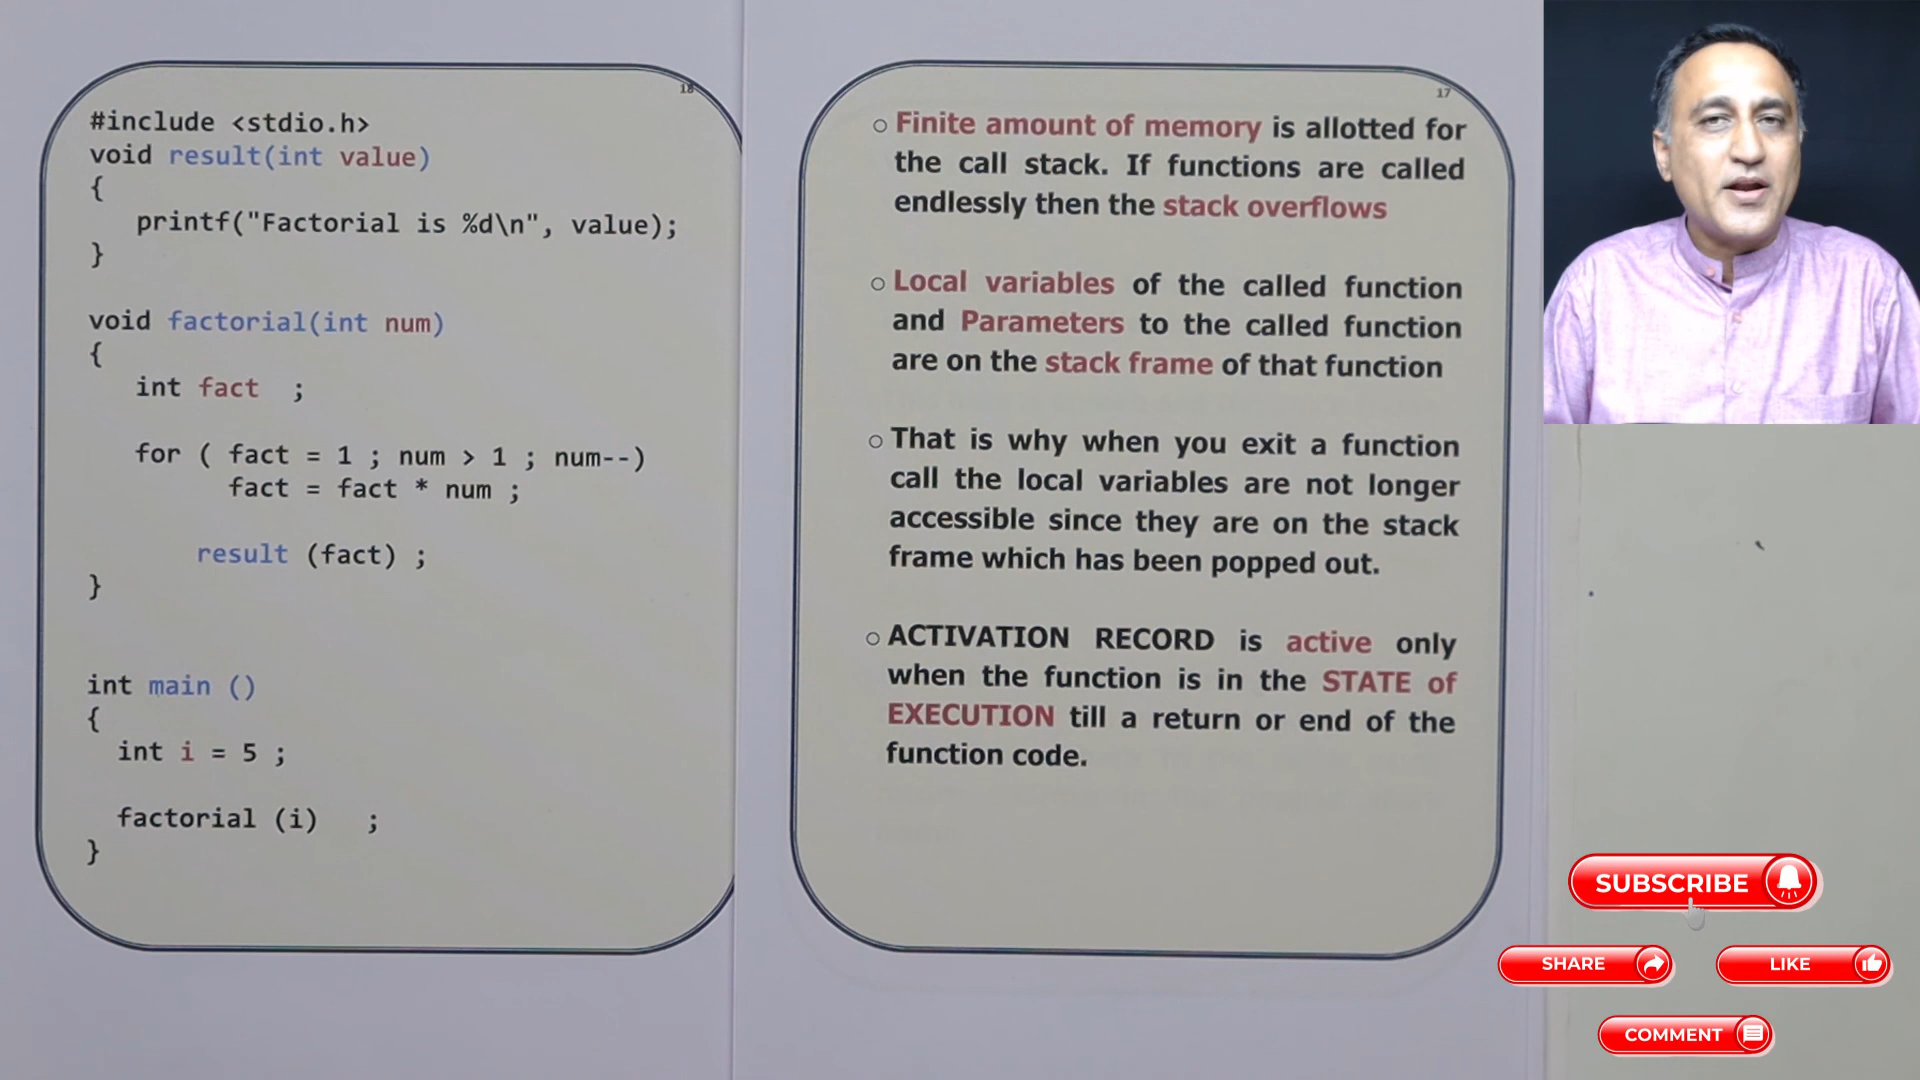 18
#include <stdio.h>
void result(int value)
{
printf("Factorial is %d\n", value);
}
void factorial(int num)
{
int fact ;
for ( fact = 1 ; num > 1 ; num--)
fact = fact * num ;
result (fact) ;
}
int main ()
{
int i = 5 ;
factorial (i) ;
}
17
○ Finite amount of memory is allotted for
the call stack. If functions are called
endlessly then the stack overflows
○ Local variables of the called function
and Parameters to the called function
are on the stack frame of that function
○ That is why when you exit a function
call the local variables are not longer
accessible since they are on the stack
frame which has been popped out.
○ ACTIVATION RECORD is active only
when the function is in the STATE of
EXECUTION till a return or end of the
function code.
SUBSCRIBE
SHARE
LIKE
COMMENT